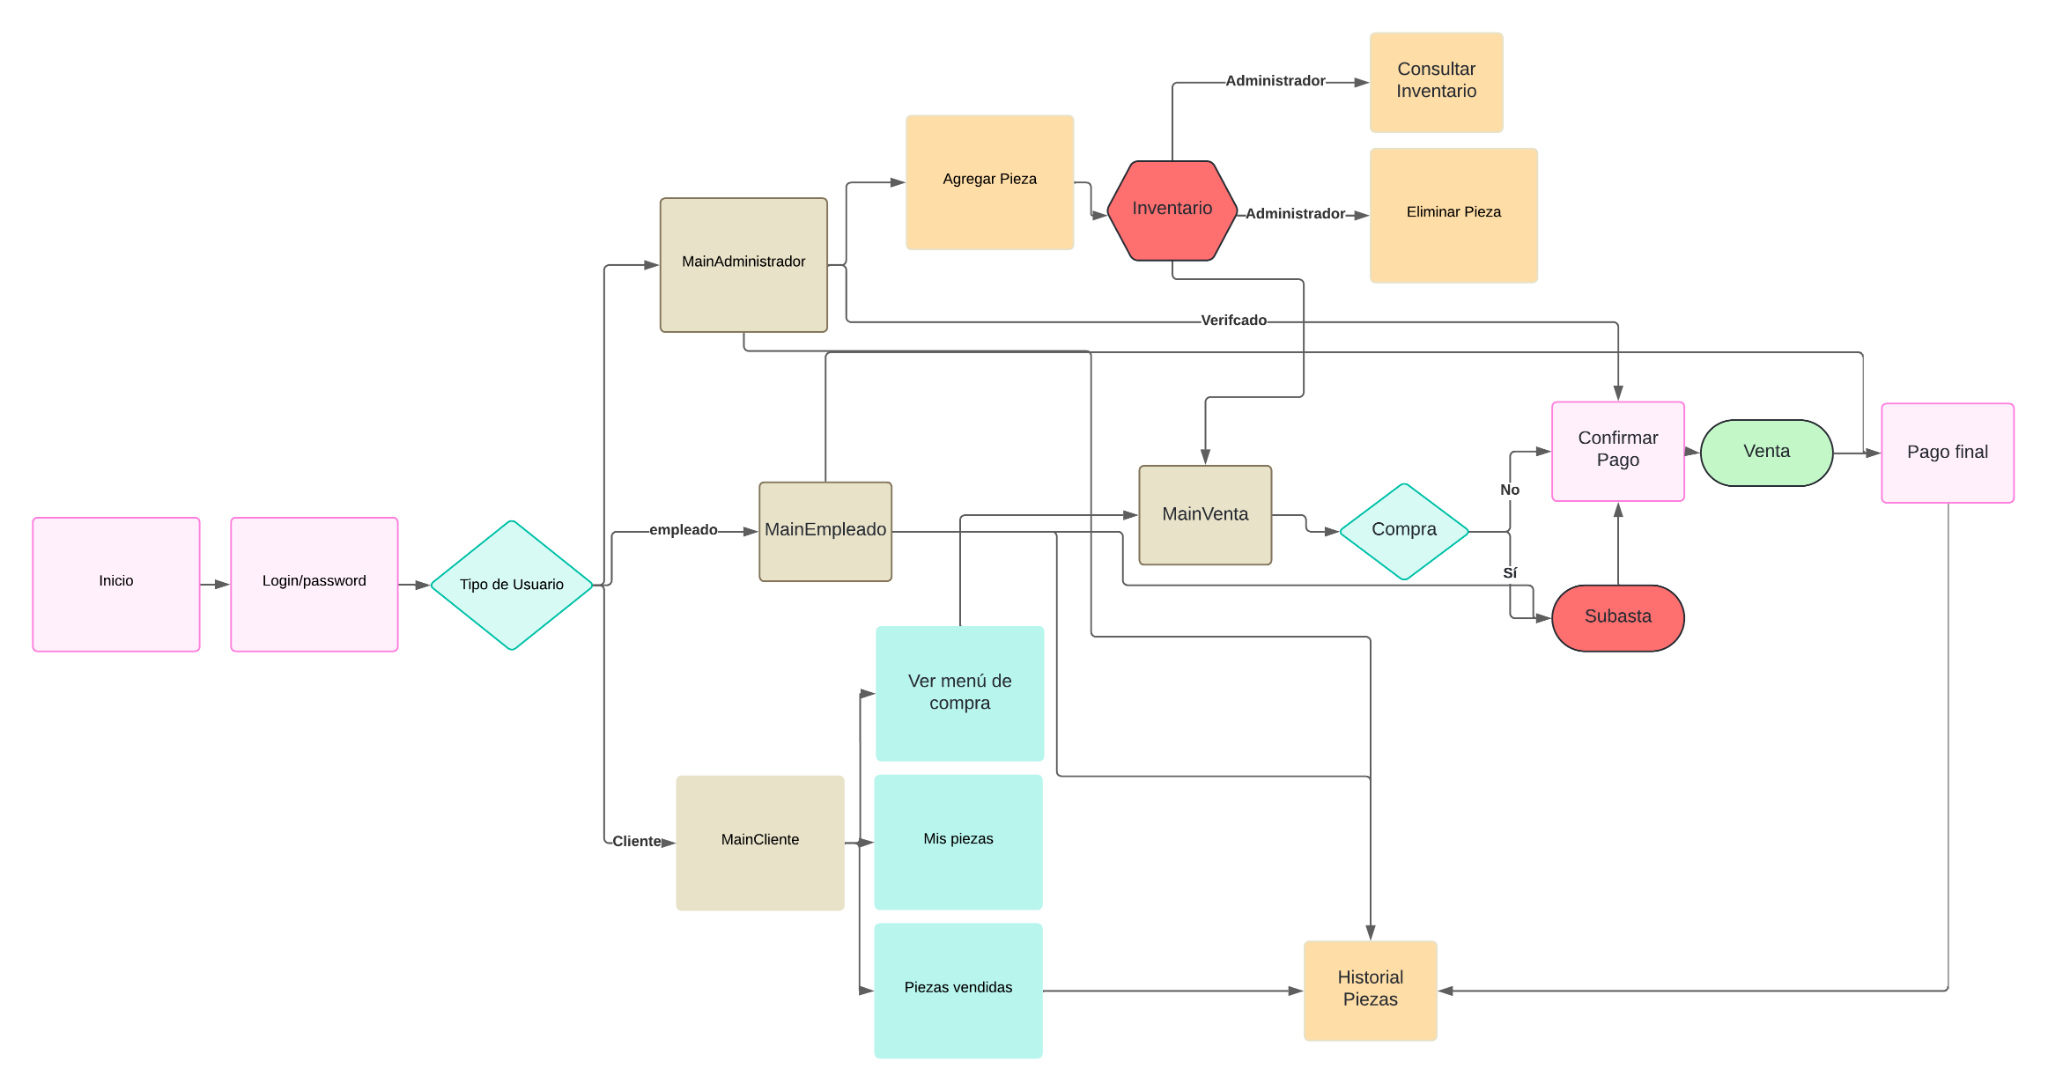 Administrador
Consultar
Inventario
Agregar Pieza
Inventario
Administrador
Eliminar Pieza
MainAdministrador
Verifcado
Confirmar
Pago
Venta
Pago final
No
MainVenta
Compra
empleado
MainEmpleado
Inicio
Login/password
Tipo de Usuario
Sí
Subasta
Ver menú de
compra
Cliente
MainCliente
Mis piezas
Piezas vendidas
Historial
Piezas